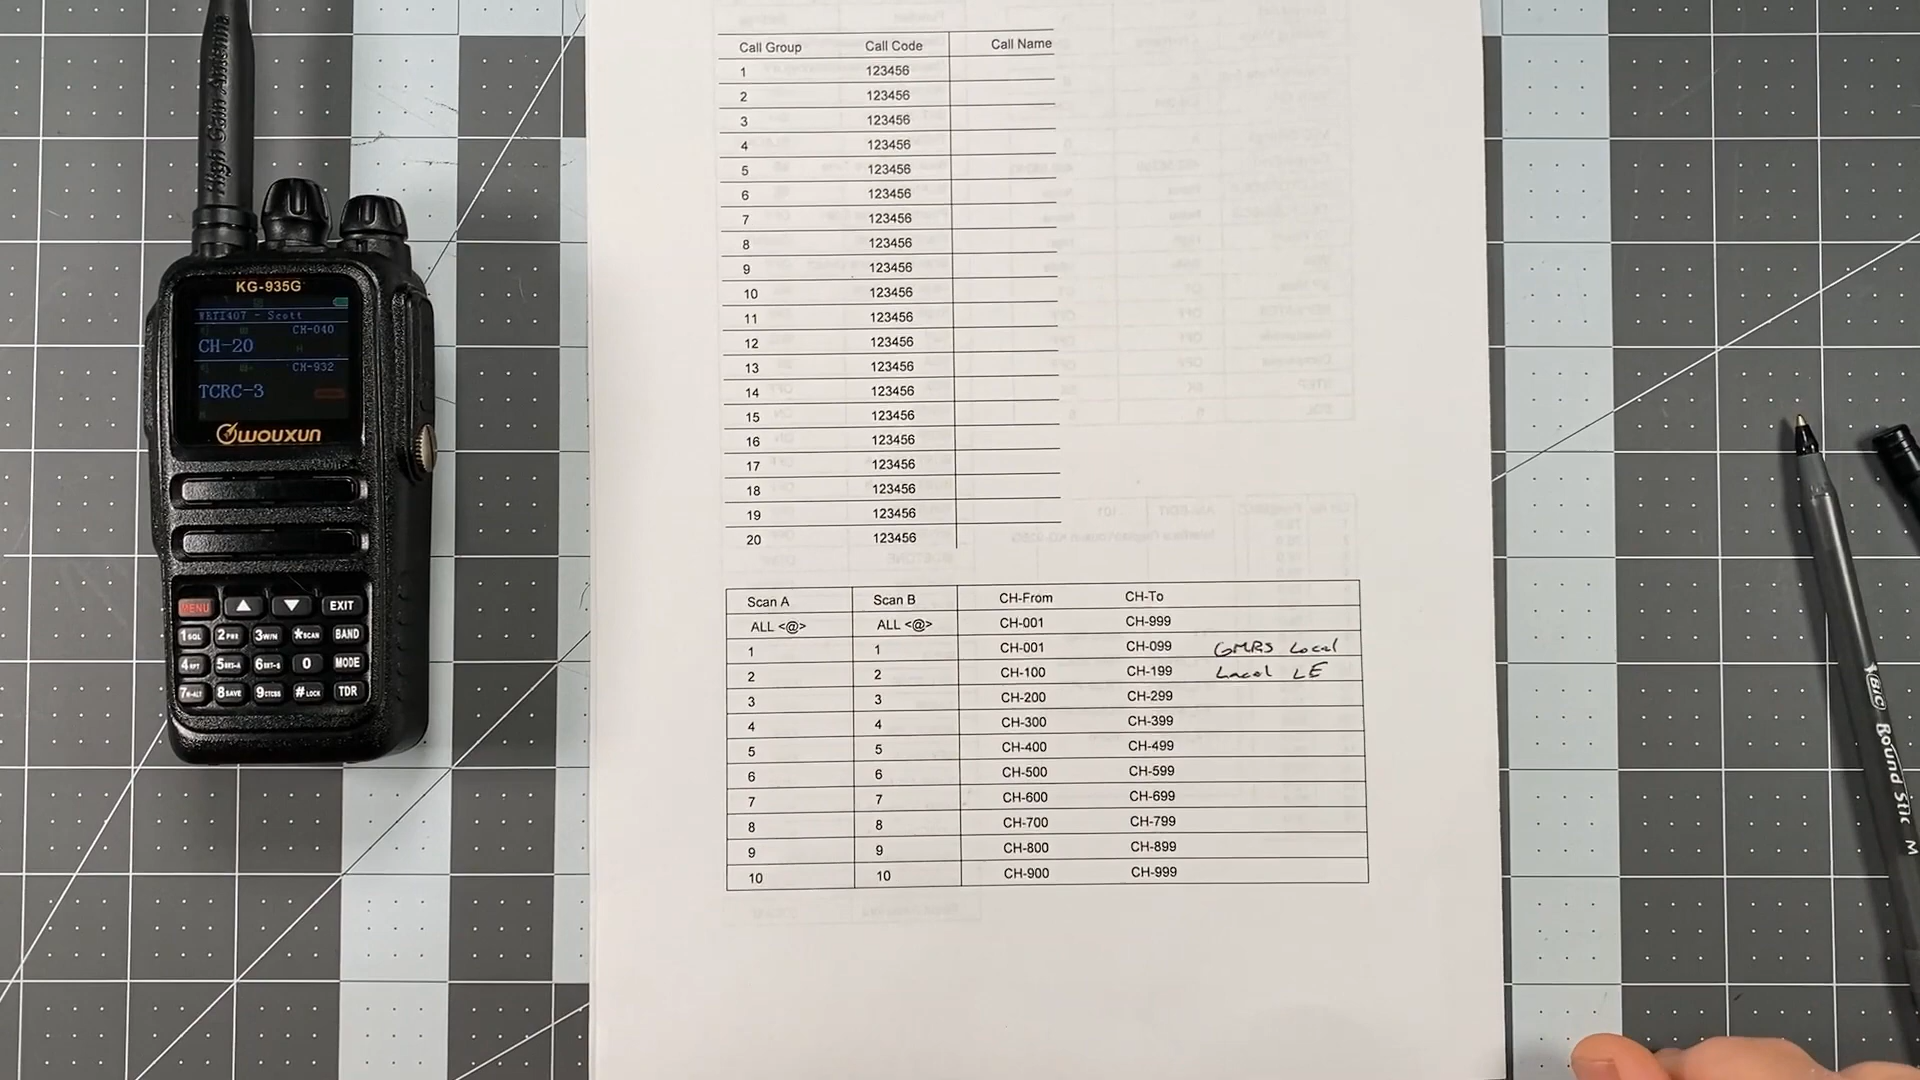 High Gain Antenna
KG-935G
WRTI407 - Scott
CH-040
CH-20
CH-932
TCRC-3
WOUXUN
MENU ▲ ▼ EXIT
1SQL 2PRI 3W/N *SCAN BAND
4RPT 0 MODE
8SAVE 9CTCSS #LOCK TDR
Call Group Call Code Call Name
1 123456
2 123456
3 123456
4 123456
5 123456
6 123456
7 123456
8 123456
9 123456
10 123456
11 123456
12 123456
13 123456
14 123456
15 123456
16 123456
17 123456
18 123456
19 123456
20 123456
Scan A Scan B CH-From CH-To
ALL <@> ALL <@> CH-001 CH-999
1 1 CH-001 CH-099 GMRS Local
2 2 CH-100 CH-199 Local LE
3 3 CH-200 CH-299
4 4 CH-300 CH-399
5 5 CH-400 CH-499
6 6 CH-500 CH-599
7 7 CH-600 CH-699
8 8 CH-700 CH-799
9 9 CH-800 CH-899
10 10 CH-900 CH-999
BIC Round Stic M